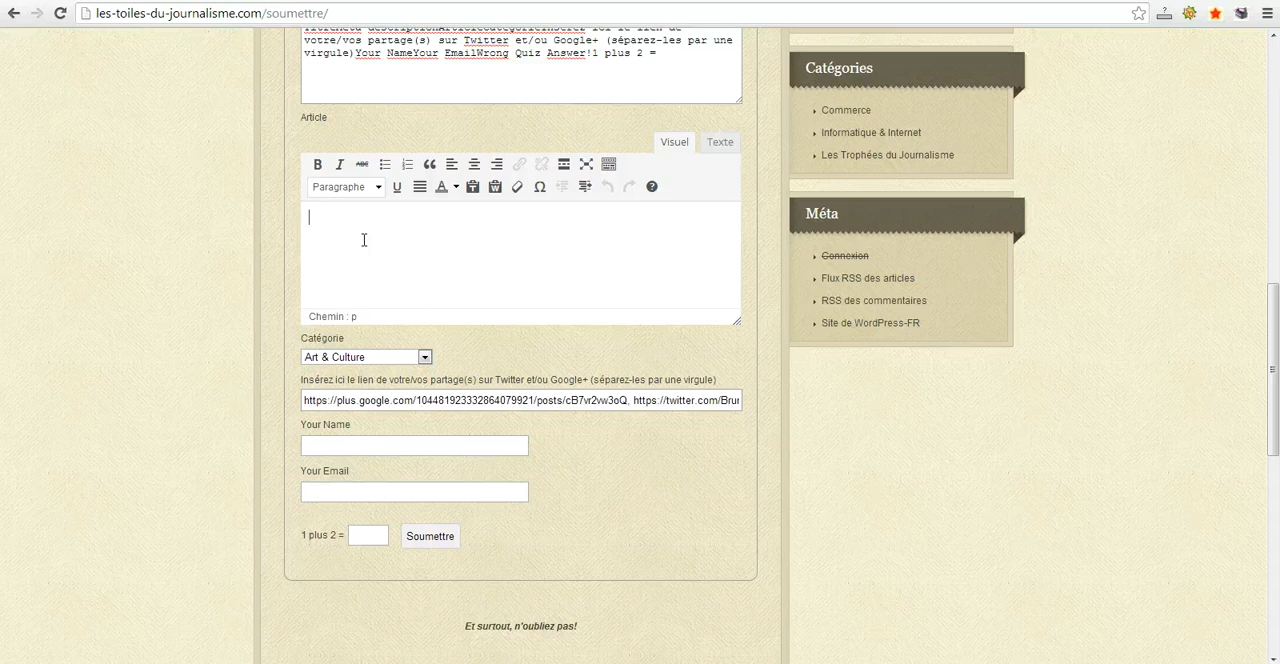 les-toiles-du-journalisme.com/soumettre/
votre/vos partage(s) sur Twitter et/ou Google+ (séparez-les par une
virgule)Your NameYour EmailWrong Quiz Answer!1 plus 2 =
Article
Visuel
Texte
B I ABC
Paragraphe
U A T W Ω ?
Chemin : p
Catégorie
Art & Culture
Insérez ici le lien de votre/vos partage(s) sur Twitter et/ou Google+ (séparez-les par une virgule)
https://plus.google.com/104481923332864079921/posts/cB7vr2vw3oQ, https://twitter.com/Brun
Your Name
Your Email
1 plus 2 =
Soumettre
Et surtout, n'oubliez pas!
Catégories
Commerce
Informatique & Internet
Les Trophées du Journalisme
Méta
Connexion
Flux RSS des articles
RSS des commentaires
Site de WordPress-FR